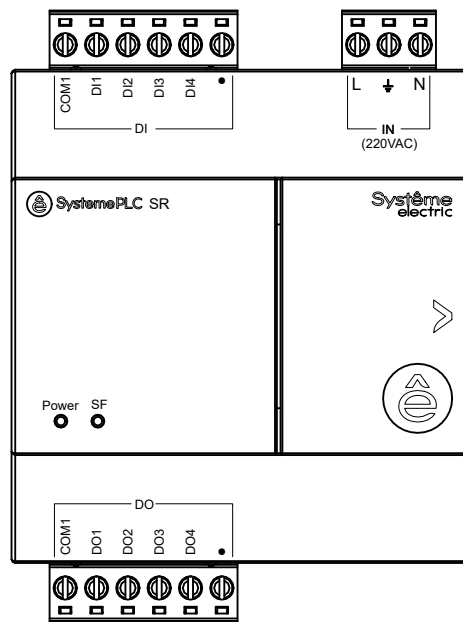 COM1 DI1 DI2 DI3 DI4 •
L N
DI
IN
(220VAC)
ê SystemePLC SR
Système
electric
ê
Power SF
DO
COM1 DO1 DO2 DO3 DO4 •